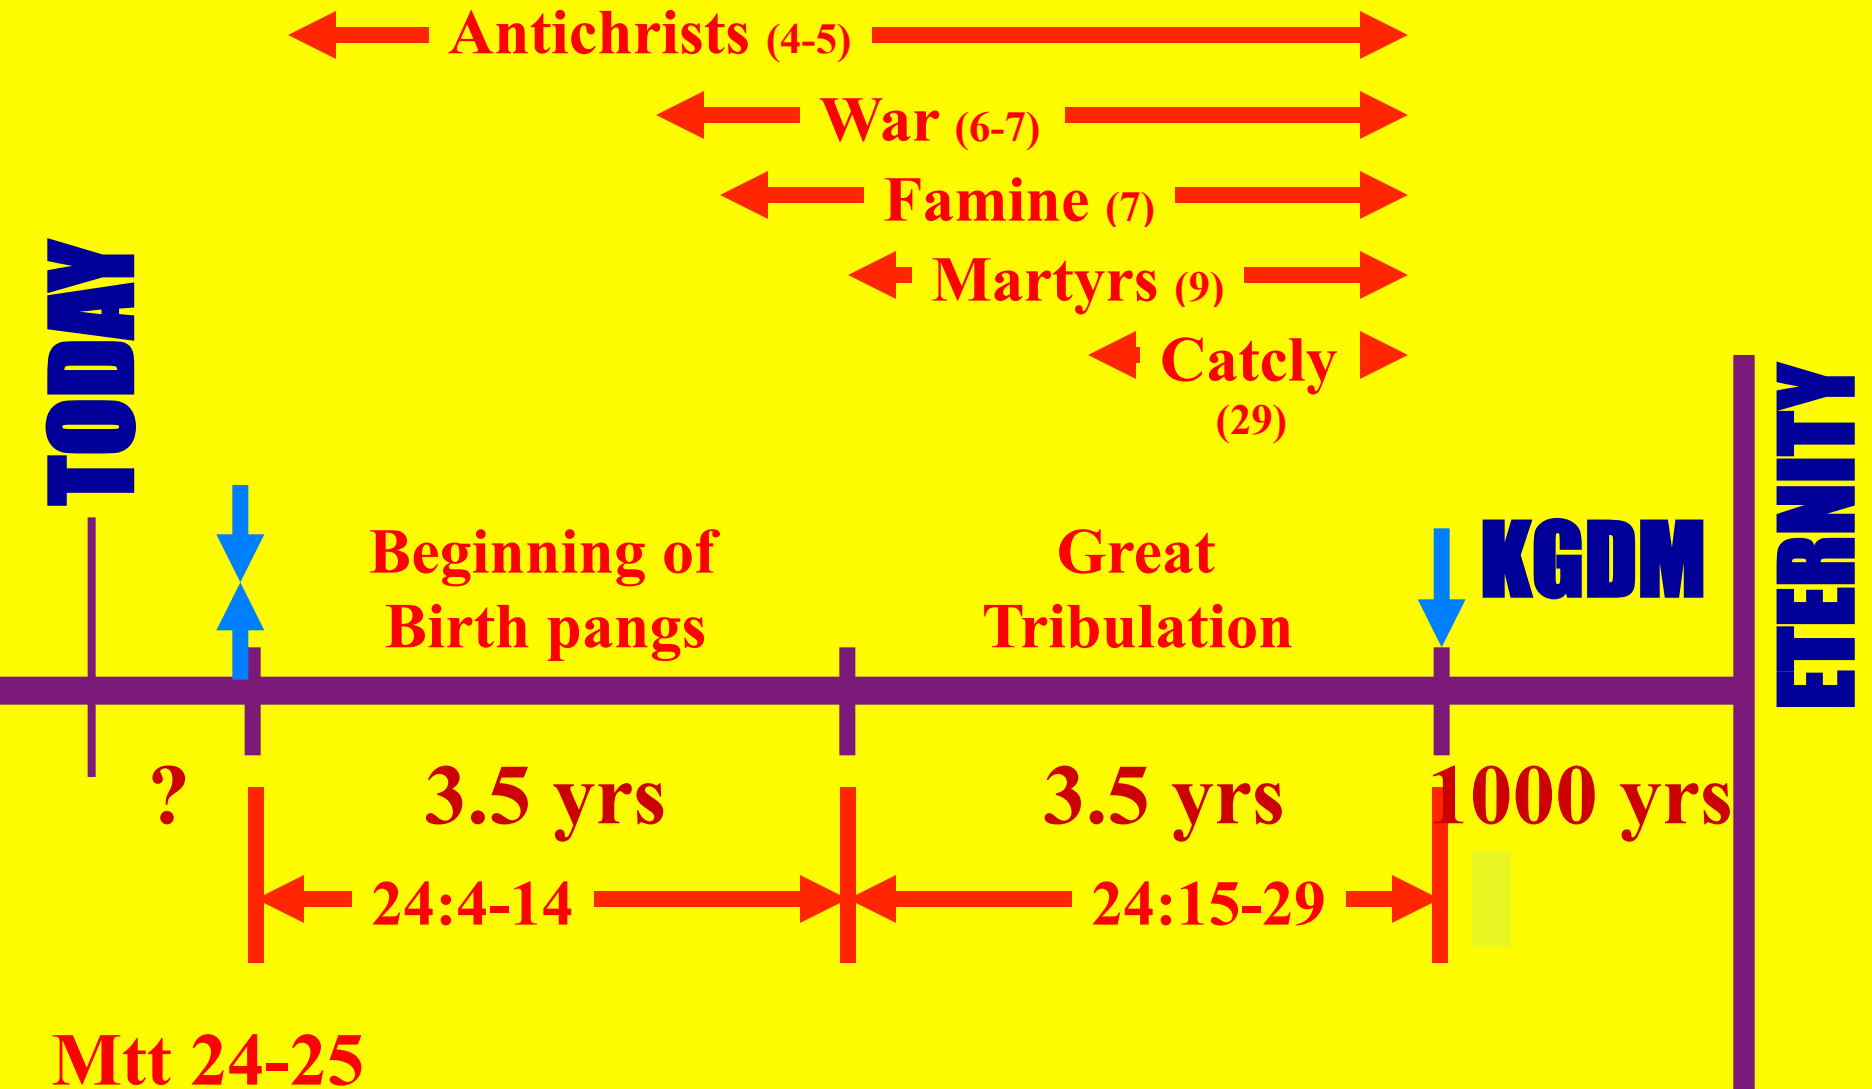 Antichrists (4-5)
War (6-7)
Famine (7)
Martyrs (9)
Catcly
(29)
TODAY
Beginning of
Birth pangs
Great
Tribulation
KGDM
ETERNITY
?
3.5 yrs
3.5 yrs
1000 yrs
24:4-14
24:15-29
Mtt 24-25